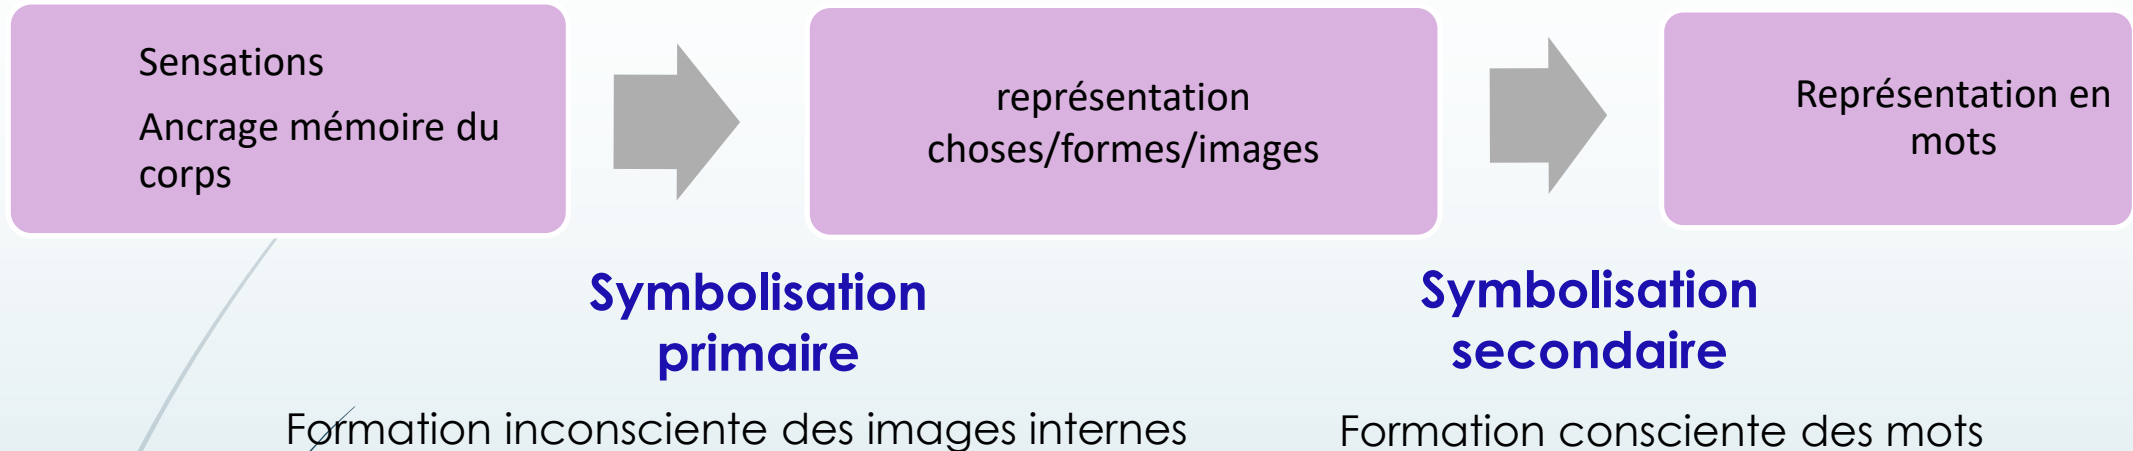 Sensations
Ancrage mémoire du
corps
représentation
choses/formes/images
Représentation en
mots
Symbolisation
primaire
Symbolisation
secondaire
Formation inconsciente des images internes
Formation consciente des mots